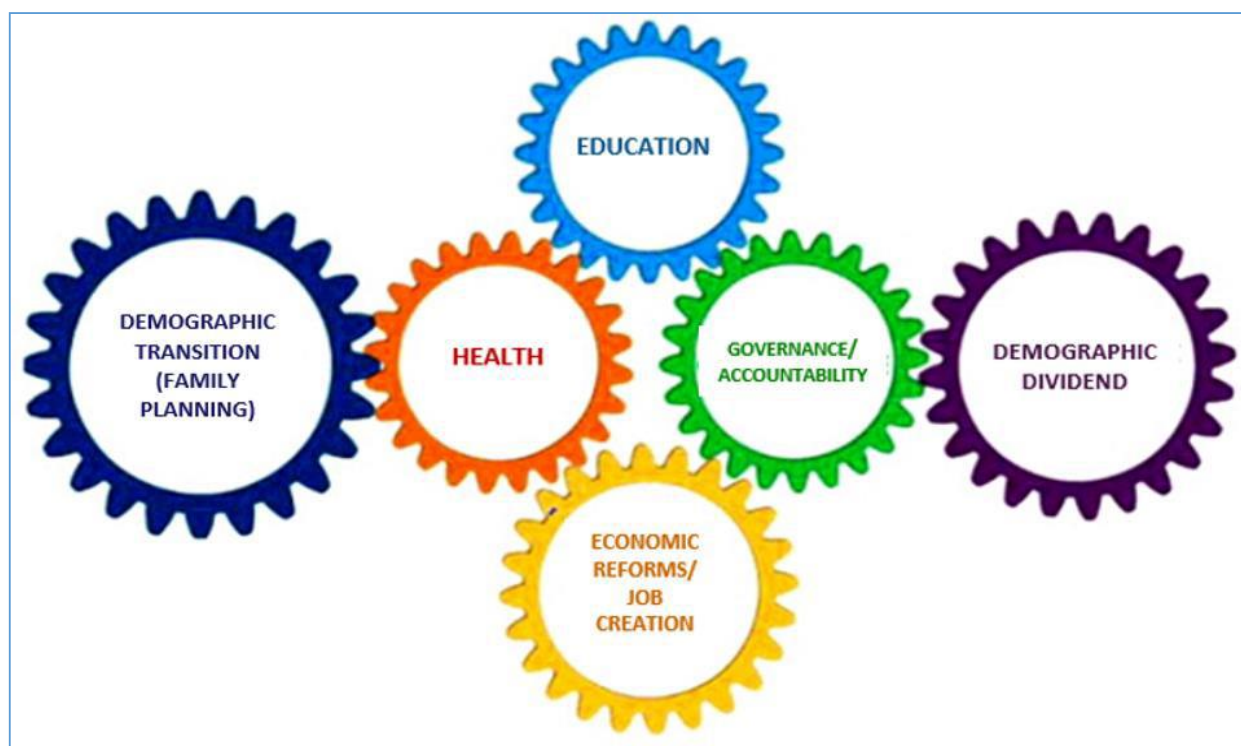 EDUCATION
DEMOGRAPHIC
TRANSITION
(FAMILY
PLANNING)
HEALTH
GOVERNANCE/
ACCOUNTABILITY
DEMOGRAPHIC
DIVIDEND
ECONOMIC
REFORMS/
JOB
CREATION